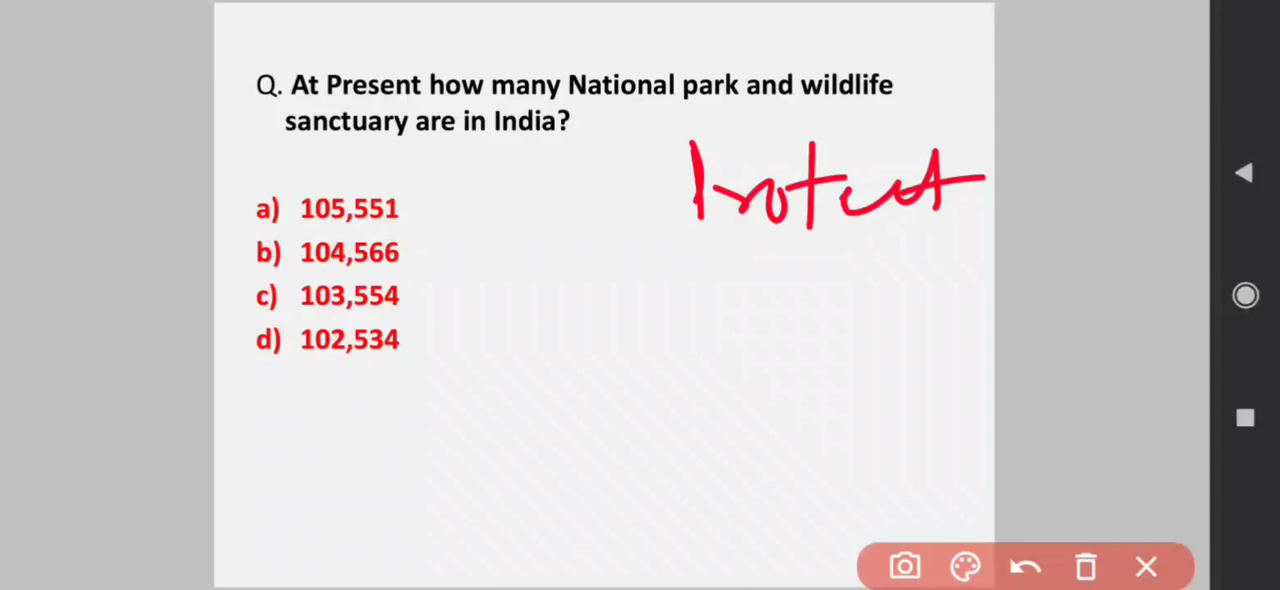 Q. At Present how many National park and wildlife
sanctuary are in India?
Protect
a) 105,551
b) 104,566
c) 103,554
d) 102,534